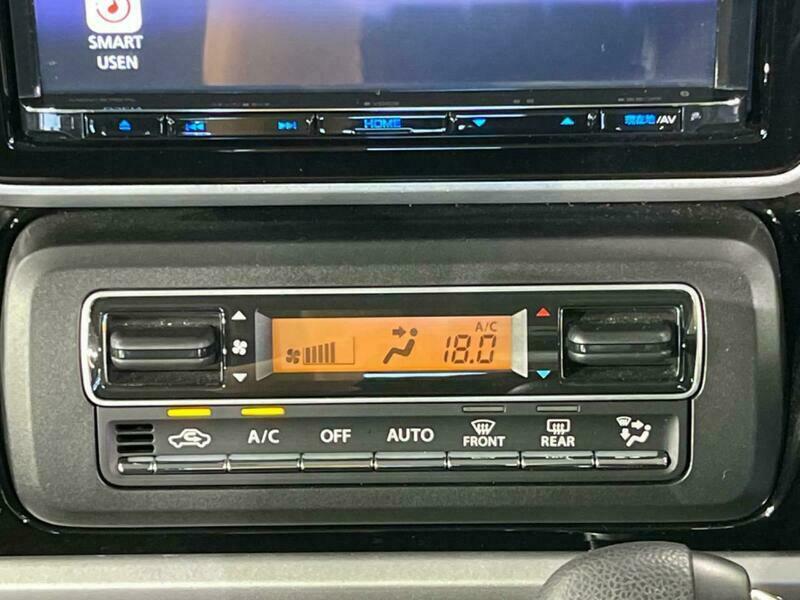 SMART
USEN
HOME
現在地/AV
A/C
18.0
A/C OFF AUTO FRONT REAR